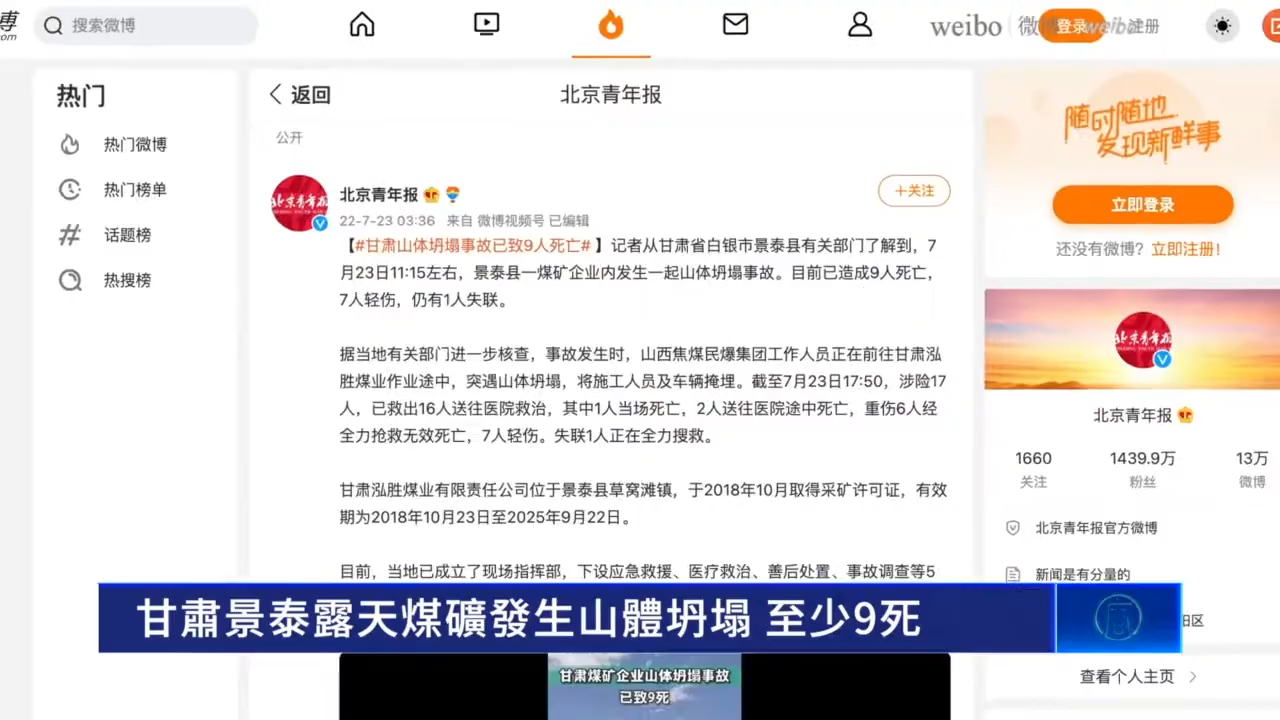 博
com
搜索微博
weibo
微博
登录
weibo
注册
热门
热门微博
热门榜单
话题榜
热搜榜
返回
北京青年报
公开
北京青年报
22-7-23 03:36 来自 微博视频号 已编辑
+关注
【#甘肃山体坍塌事故已致9人死亡#】记者从甘肃省白银市景泰县有关部门了解到，7
月23日11:15左右，景泰县一煤矿企业内发生一起山体坍塌事故。目前已造成9人死亡，
7人轻伤，仍有1人失联。
据当地有关部门进一步核查，事故发生时，山西焦煤民爆集团工作人员正在前往甘肃泓
胜煤业作业途中，突遇山体坍塌，将施工人员及车辆掩埋。截至7月23日17:50，涉险17
人，已救出16人送往医院救治，其中1人当场死亡，2人送往医院途中死亡，重伤6人经
全力抢救无效死亡，7人轻伤。失联1人正在全力搜救。
甘肃泓胜煤业有限责任公司位于景泰县草窝滩镇，于2018年10月取得采矿许可证，有效
期为2018年10月23日至2025年9月22日。
目前，当地已成立了现场指挥部，下设应急救援、医疗救治、善后处置、事故调查等5
甘肅景泰露天煤礦發生山體坍塌 至少9死
甘肃煤矿企业山体坍塌事故
已致9死
随时随地
发现新鲜事
立即登录
还没有微博？立即注册！
北京青年报
北京青年报
1660
1439.9万
13万
关注
粉丝
微博
北京青年报官方微博
新闻是有分量的
阳区
查看个人主页